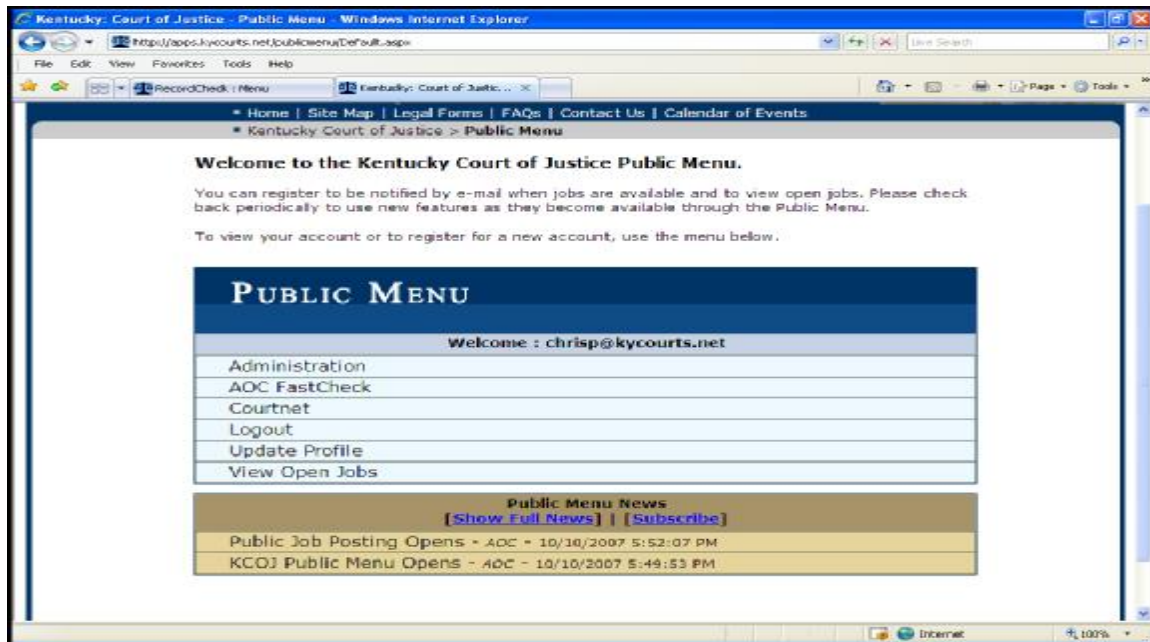 Kentucky: Court of Justice - Public Menu - Windows Internet Explorer
http://apps.kycourts.net/publicmenu/Default.aspx
Live Search
File Edit View Favorites Tools Help
RecordCheck : Menu
Kentucky: Court of Justic...
Page Tools
Home | Site Map | Legal Forms | FAQs | Contact Us | Calendar of Events
Kentucky Court of Justice > Public Menu
Welcome to the Kentucky Court of Justice Public Menu.
You can register to be notified by e-mail when jobs are available and to view open jobs. Please check
back periodically to use new features as they become available through the Public Menu.
To view your account or to register for a new account, use the menu below.
PUBLIC MENU
Welcome : chrisp@kycourts.net
Administration
AOC FastCheck
Courtnet
Logout
Update Profile
View Open Jobs
Public Menu News
[Show Full News] | [Subscribe]
Public Job Posting Opens - AOC - 10/10/2007 5:52:07 PM
KCOJ Public Menu Opens - AOC - 10/10/2007 5:49:53 PM
Internet
100%